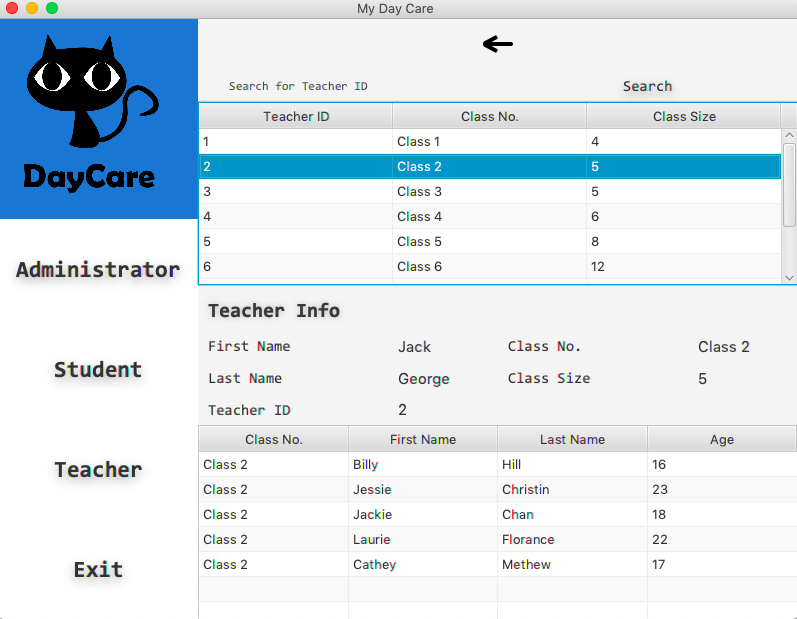 My Day Care
DayCare
Administrator
Student
Teacher
Exit
Search for Teacher ID Search
Teacher ID Class No. Class Size
1 Class 1 4
2 Class 2 5
3 Class 3 5
4 Class 4 6
5 Class 5 8
6 Class 6 12
Teacher Info
First Name Jack Class No. Class 2
Last Name George Class Size 5
Teacher ID 2
Class No. First Name Last Name Age
Class 2 Billy Hill 16
Class 2 Jessie Christin 23
Class 2 Jackie Chan 18
Class 2 Laurie Florance 22
Class 2 Cathey Methew 17